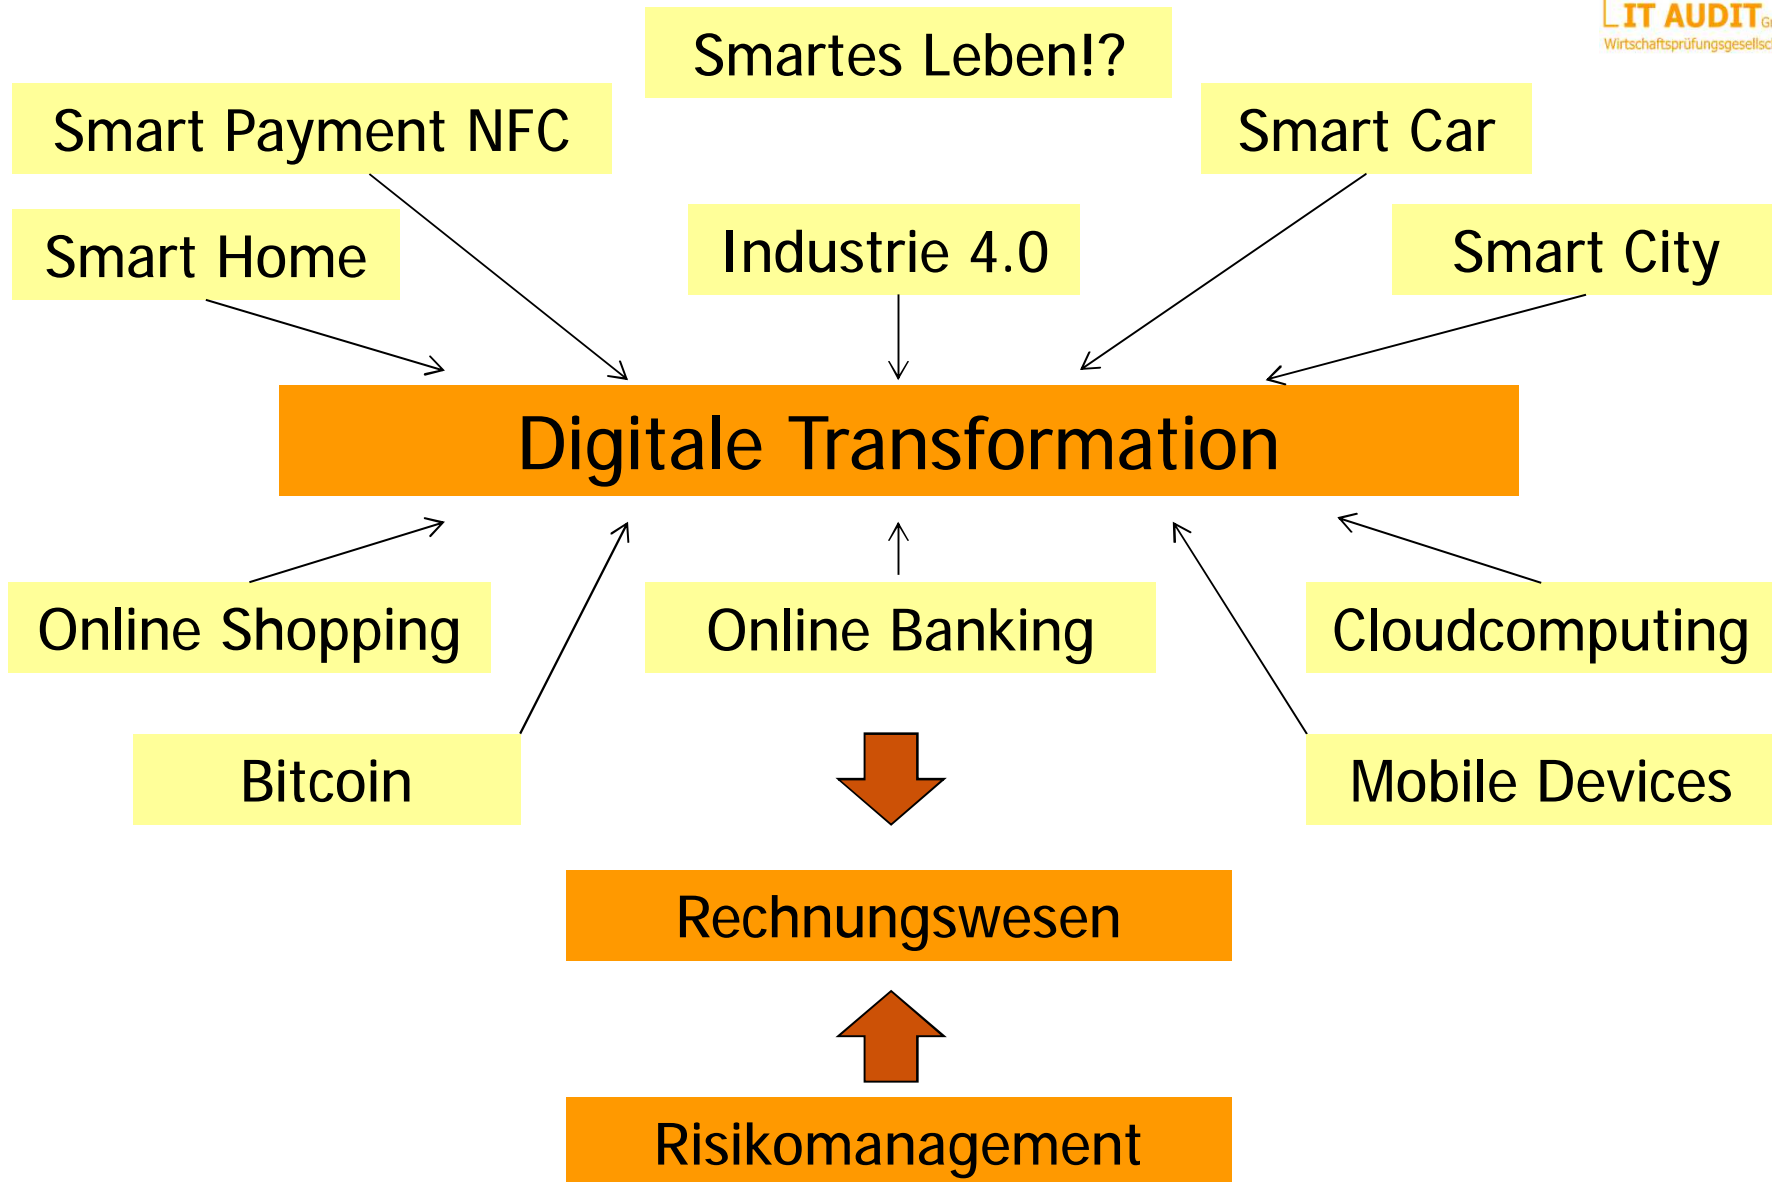 IT AUDIT
Smartes Leben!?
Smart Payment NFC
Smart Car
Smart Home
Industrie 4.0
Smart City
Digitale Transformation
Online Shopping
Online Banking
Cloudcomputing
Bitcoin
Mobile Devices
Rechnungswesen
Risikomanagement